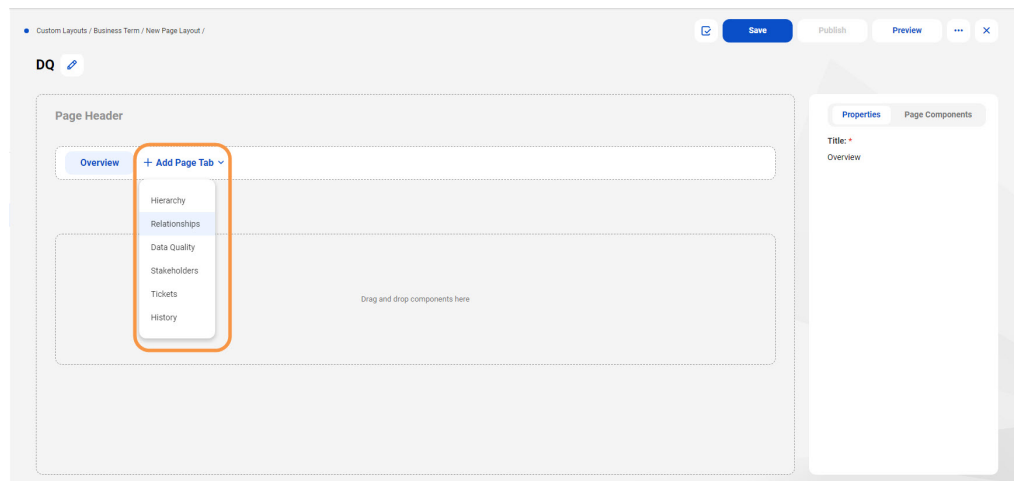 Custom Layouts / Business Term / New Page Layout /
Save
Publish
Preview
DQ
Page Header
Properties
Page Components
Title: *
Overview
Overview
+ Add Page Tab
Hierarchy
Relationships
Data Quality
Stakeholders
Tickets
History
Drag and drop components here